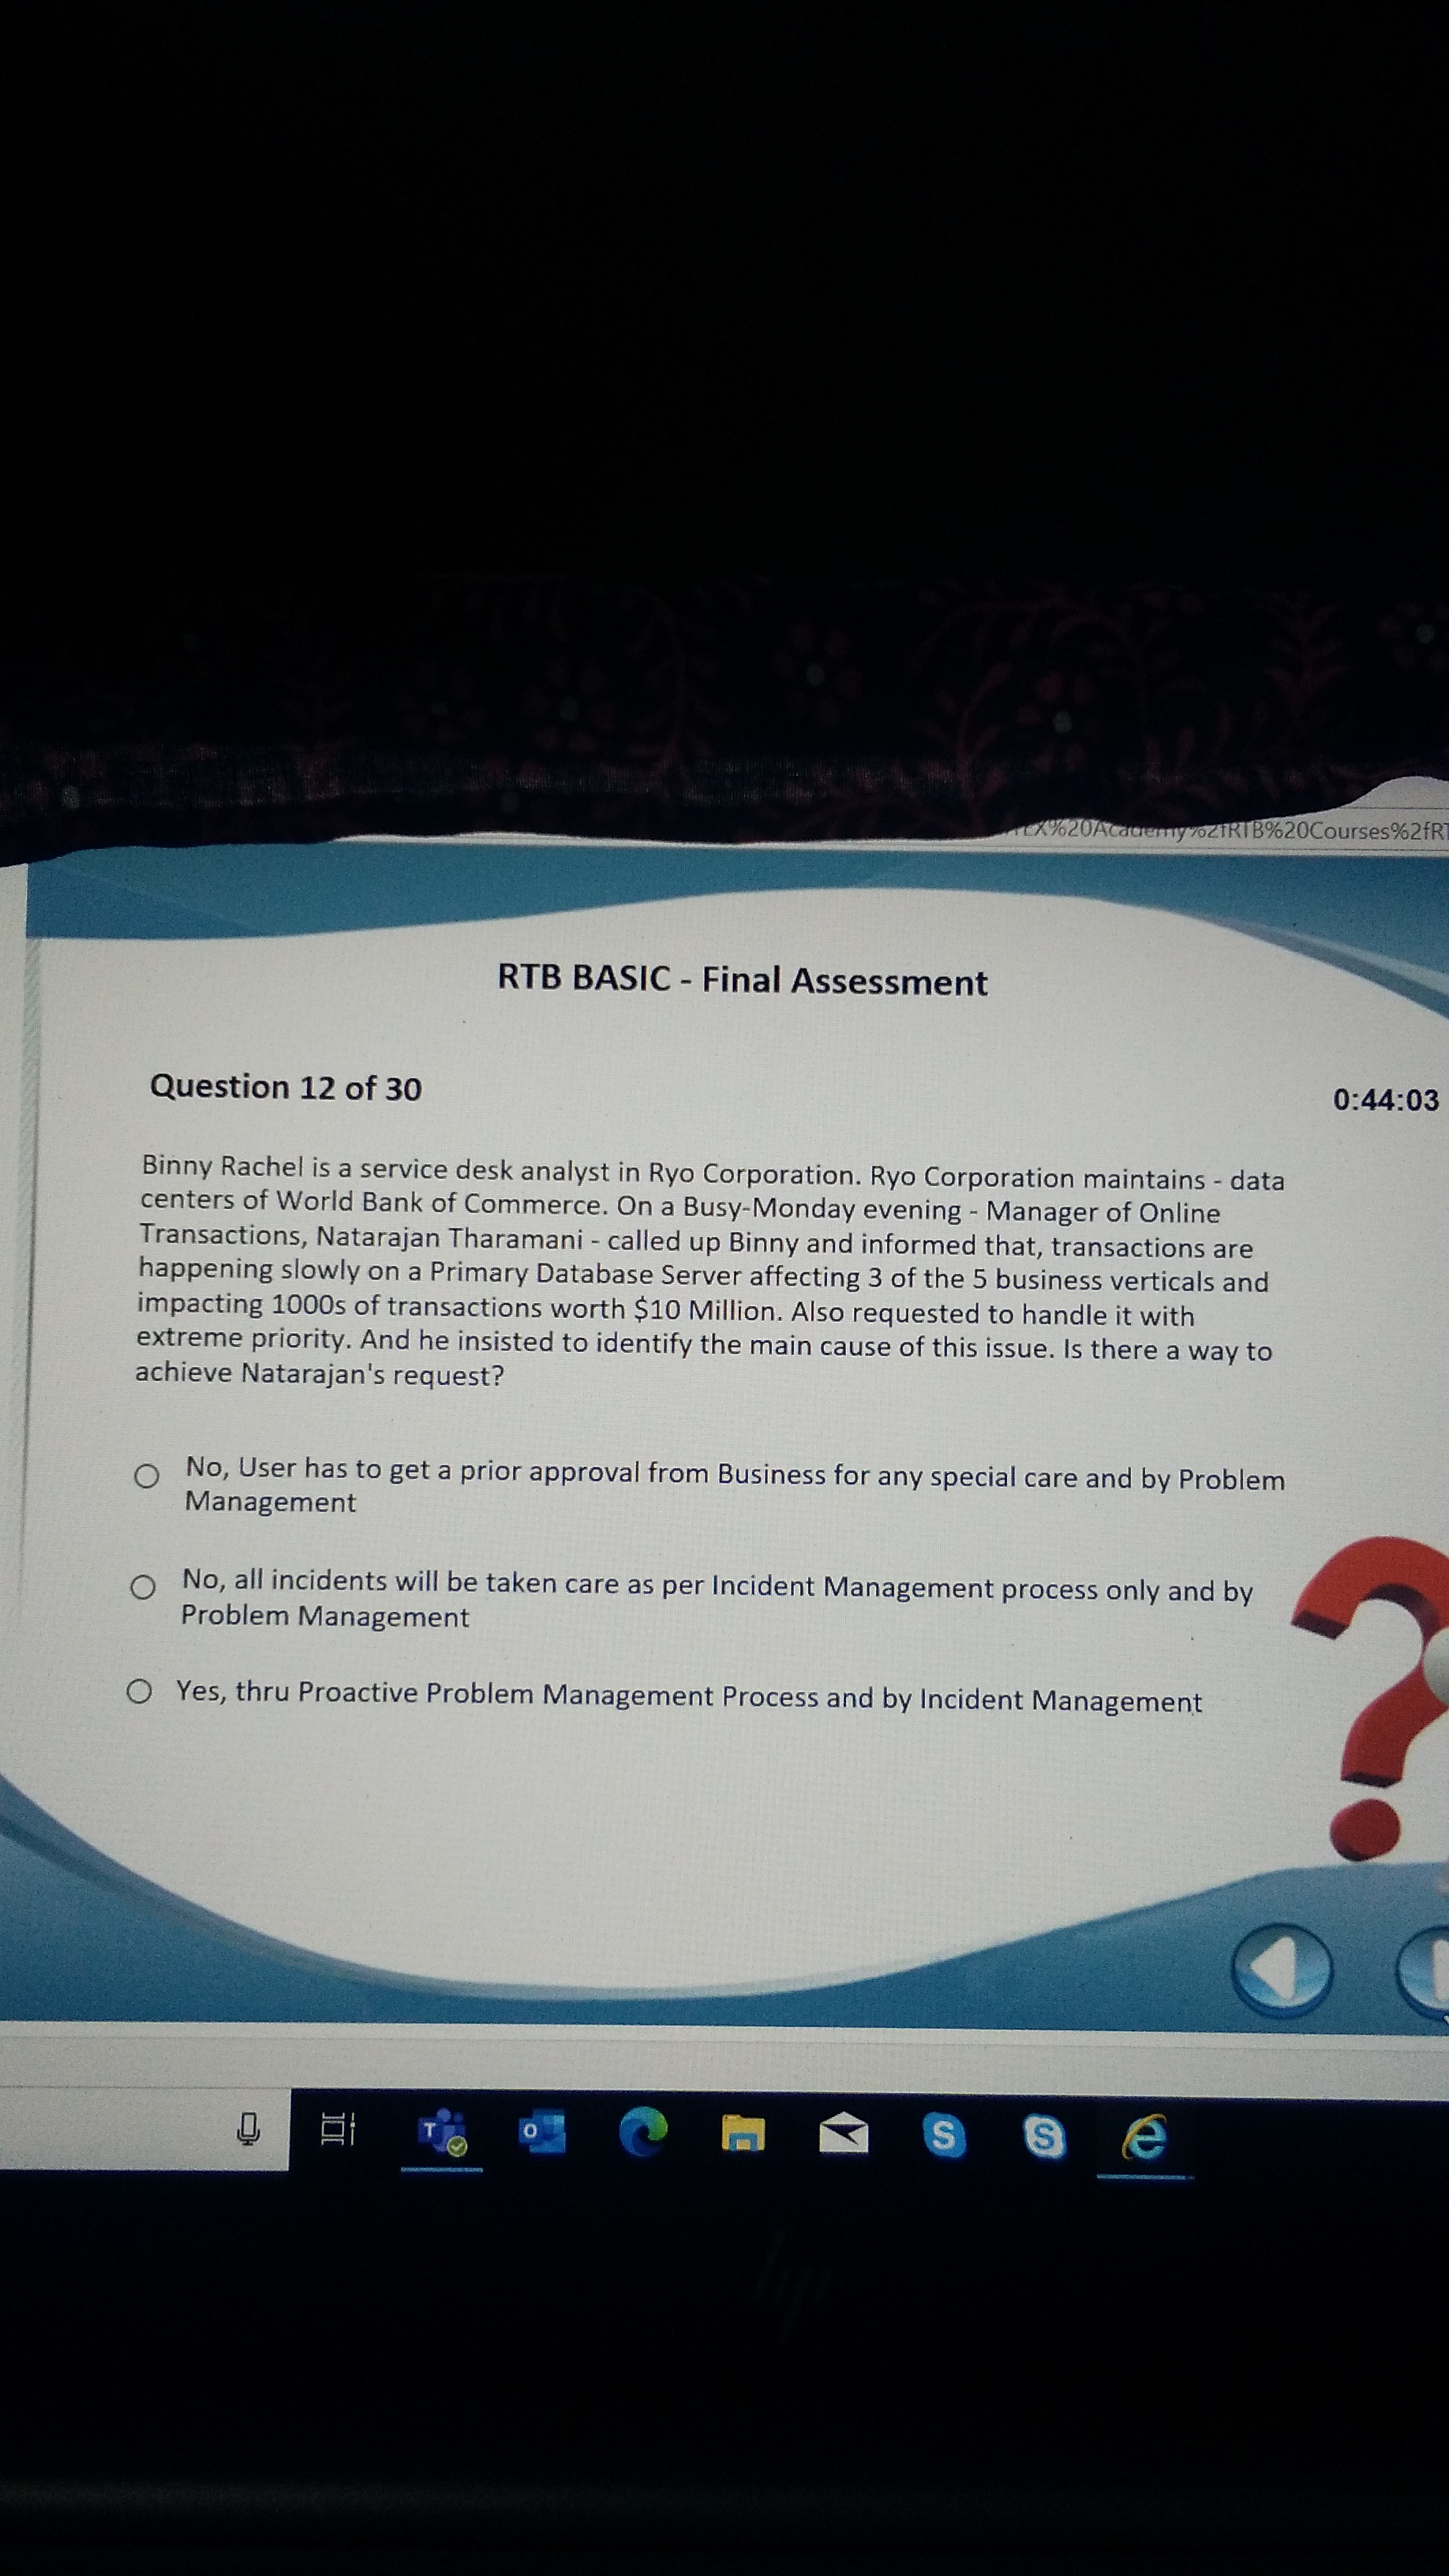 %20Academy%2fRTB%20Courses%2fRT
RTB BASIC - Final Assessment
Question 12 of 30
0:44:03
Binny Rachel is a service desk analyst in Ryo Corporation. Ryo Corporation maintains - data
centers of World Bank of Commerce. On a Busy-Monday evening - Manager of Online
Transactions, Natarajan Tharamani - called up Binny and informed that, transactions are
happening slowly on a Primary Database Server affecting 3 of the 5 business verticals and
impacting 1000s of transactions worth $10 Million. Also requested to handle it with
extreme priority. And he insisted to identify the main cause of this issue. Is there a way to
achieve Natarajan's request?
No, User has to get a prior approval from Business for any special care and by Problem
Management
No, all incidents will be taken care as per Incident Management process only and by
Problem Management
Yes, thru Proactive Problem Management Process and by Incident Management
hp